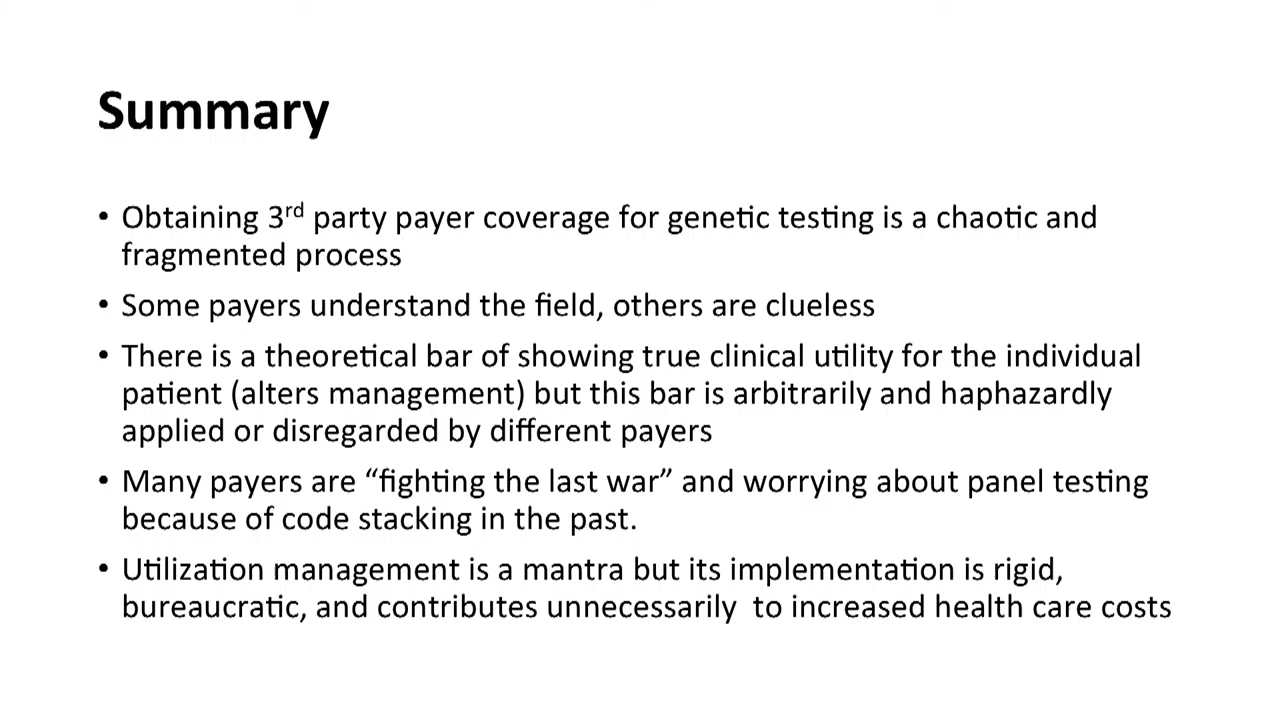 Summary
• Obtaining 3rd party payer coverage for genetic testing is a chaotic and
fragmented process
• Some payers understand the field, others are clueless
• There is a theoretical bar of showing true clinical utility for the individual
patient (alters management) but this bar is arbitrarily and haphazardly
applied or disregarded by different payers
• Many payers are “fighting the last war” and worrying about panel testing
because of code stacking in the past.
• Utilization management is a mantra but its implementation is rigid,
bureaucratic, and contributes unnecessarily  to increased health care costs